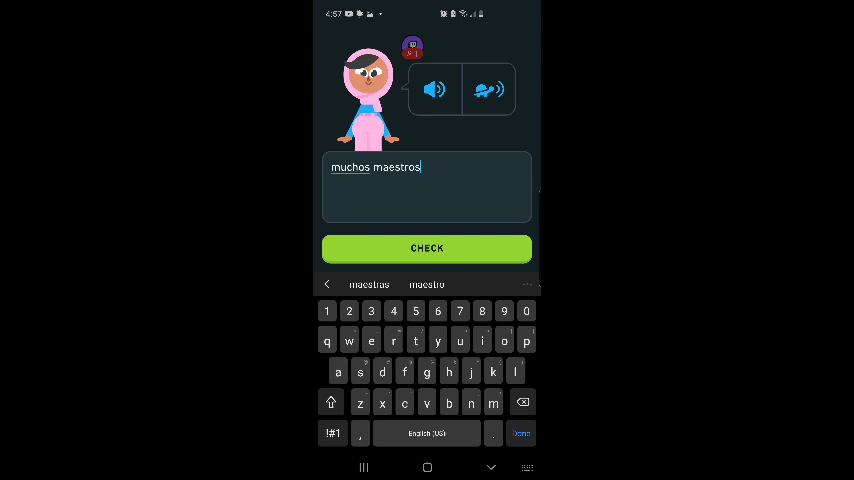 4:57
muchos maestros
CHECK
maestras maestro
1 2 3 4 5 6 7 8 9 0
q w e r t y u i o p
a s d f g h j k l
z x c v b n m
!#1 , English (US) . Done